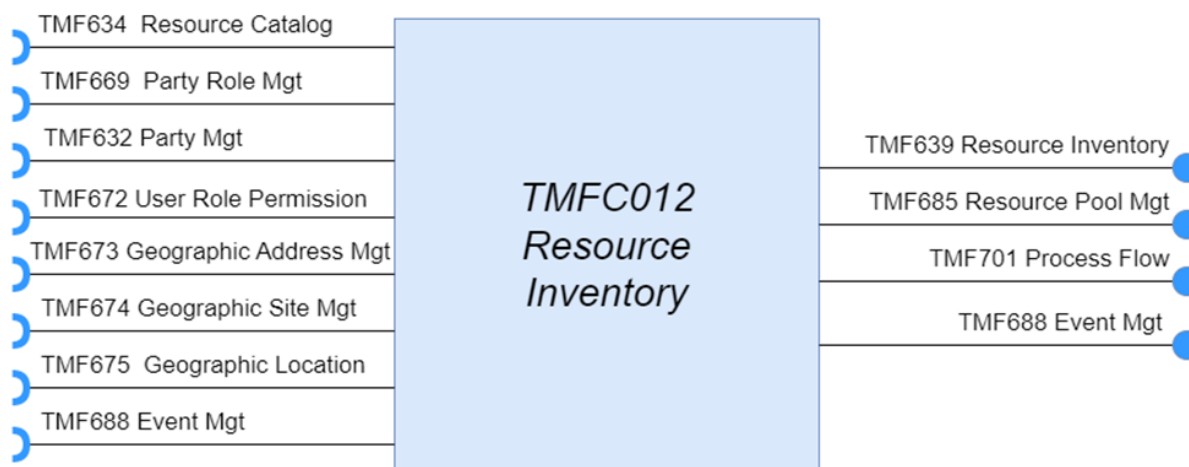 TMF634  Resource Catalog
TMF669  Party Role Mgt
TMF632 Party Mgt
TMF672 User Role Permission
TMF673 Geographic Address Mgt
TMF674 Geographic Site Mgt
TMF675  Geographic Location
TMF688 Event Mgt
TMFC012
Resource
Inventory
TMF639 Resource Inventory
TMF685 Resource Pool Mgt
TMF701 Process Flow
TMF688 Event Mgt